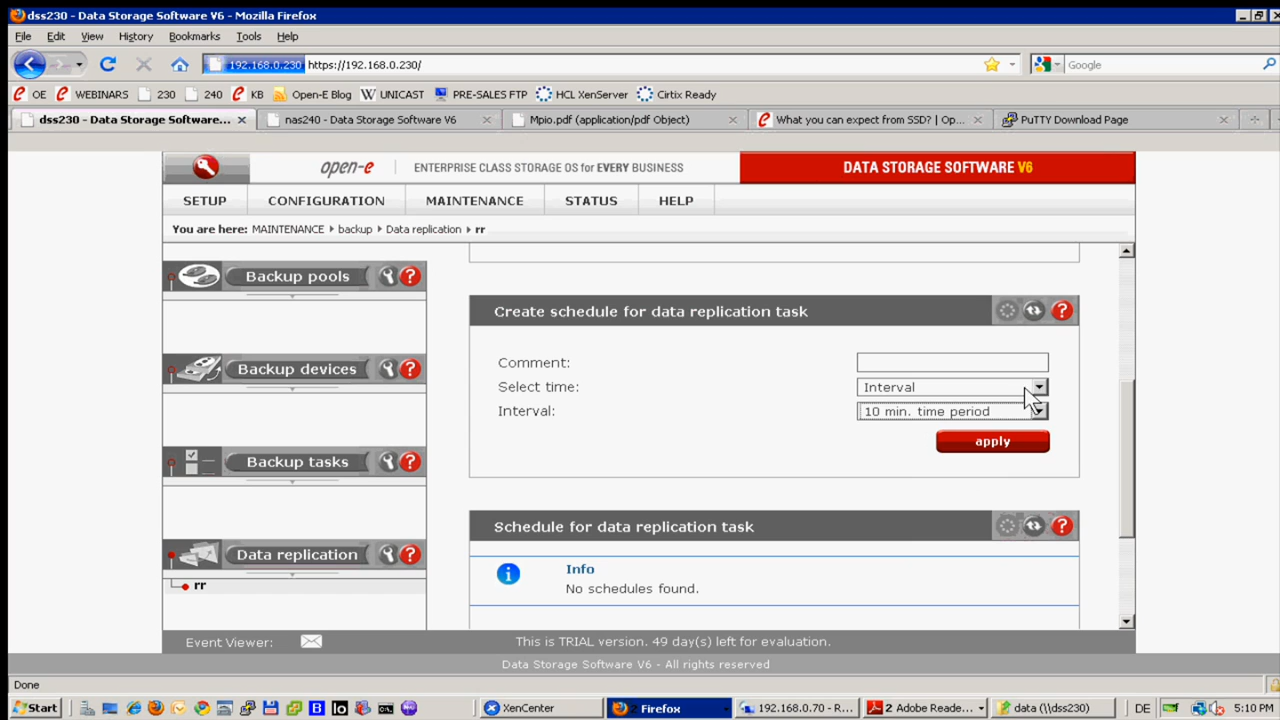 dss230 - Data Storage Software V6 - Mozilla Firefox
File Edit View History Bookmarks Tools Help
192.168.0.230 https://192.168.0.230/
Google
OE WEBINARS 230 240 KB Open-E Blog UNICAST PRE-SALES FTP HCL XenServer Cirtix Ready
dss230 - Data Storage Software... nas240 - Data Storage Software V6 Mpio.pdf (application/pdf Object) What you can expect from SSD? | Op... PuTTY Download Page
open-e ENTERPRISE CLASS STORAGE OS for EVERY BUSINESS DATA STORAGE SOFTWARE V6
SETUP CONFIGURATION MAINTENANCE STATUS HELP
You are here: MAINTENANCE backup Data replication rr
Backup pools
Backup devices
Backup tasks
Data replication
rr
Create schedule for data replication task
Comment:
Select time: Interval
Interval: 10 min. time period
apply
Schedule for data replication task
Info
No schedules found.
Event Viewer: This is TRIAL version. 49 day(s) left for evaluation.
Data Storage Software V6 - All rights reserved
Done
Start XenCenter 2 Firefox 192.168.0.70 - R... 2 Adobe Reade... data (\\dss230) DE 5:10 PM